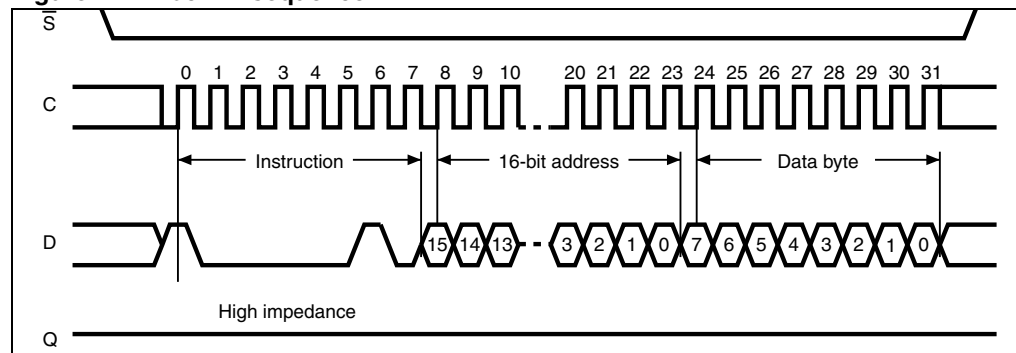 S
0 1 2 3 4 5 6 7 8 9 10 20 21 22 23 24 25 26 27 28 29 30 31
C
Instruction 16-bit address Data byte
D
15 14 13 3 2 1 0 7 6 5 4 3 2 1 0
High impedance
Q